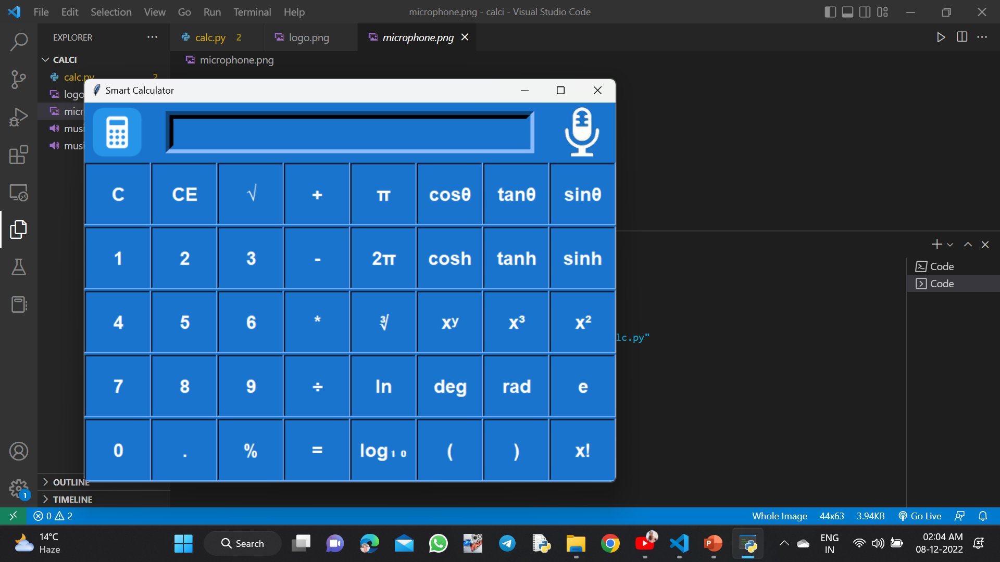 File Edit Selection View Go Run Terminal Help
microphone.png - calci - Visual Studio Code
EXPLORER
calc.py 2
logo.png
microphone.png
CALCI
microphone.png
calc.py 2
logo
micr
musi
musi
Smart Calculator
C CE √ + π cosθ tanθ sinθ
1 2 3 - 2π cosh tanh sinh
4 5 6 * ∛ xʸ x³ x²
7 8 9 ÷ ln deg rad e
0 . % = log₁₀ ( ) x!
lc.py"
Code
Code
OUTLINE
TIMELINE
1
0 2
Whole Image 44x63 3.94KB Go Live
14°C
Haze
Search
ENG
IN
02:04 AM
08-12-2022